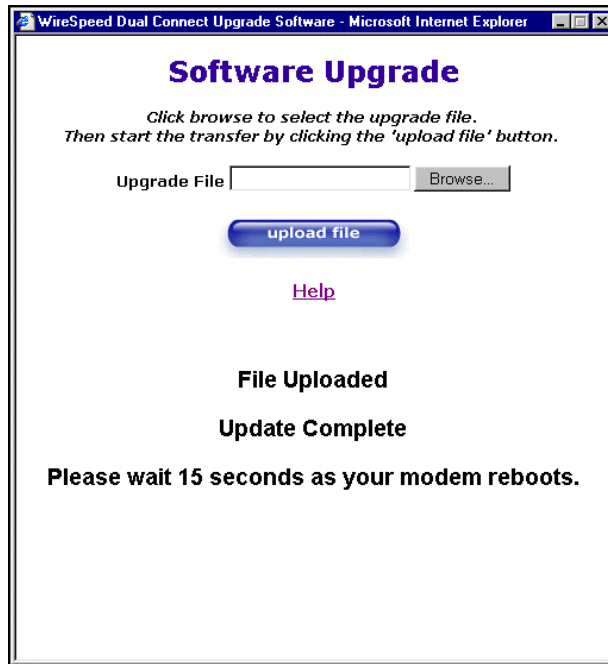 WireSpeed Dual Connect Upgrade Software - Microsoft Internet Explorer
Software Upgrade
Click browse to select the upgrade file.
Then start the transfer by clicking the 'upload file' button.
Upgrade File Browse...
upload file
Help
File Uploaded
Update Complete
Please wait 15 seconds as your modem reboots.